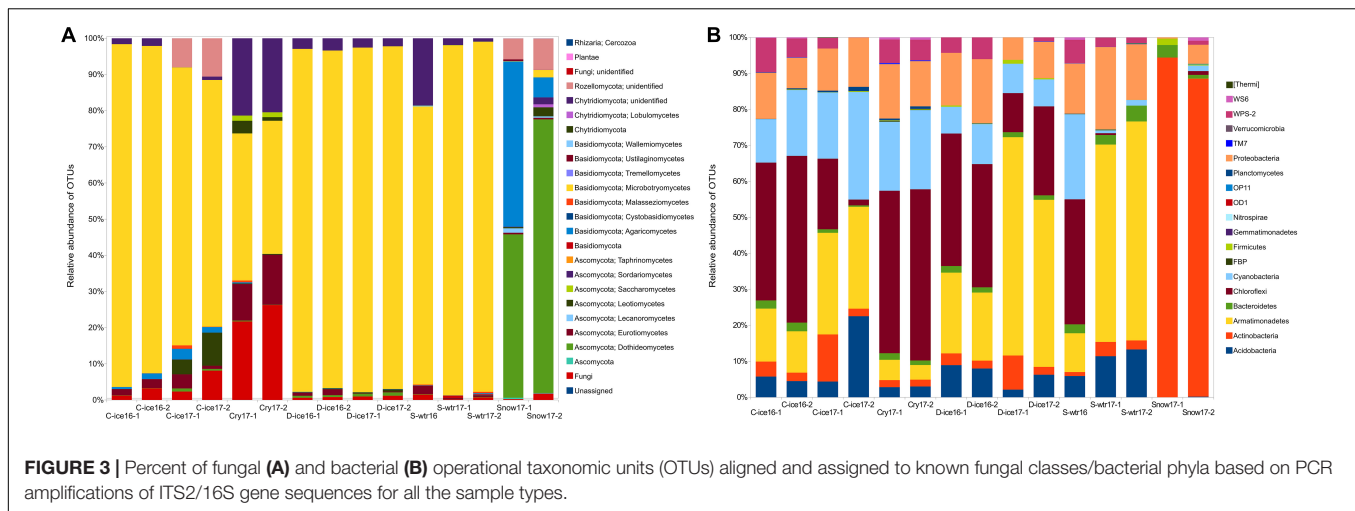 A
Relative abundance of OTUs
100%
90%
80%
70%
60%
50%
40%
30%
20%
10%
0%
C-ice16-1
C-ice16-2
C-ice17-1
C-ice17-2
Cry17-1
Cry17-2
D-ice16-1
D-ice16-2
D-ice17-1
D-ice17-2
S-wtr16
S-wtr17-1
S-wtr17-2
Snow17-1
Snow17-2
Rhizaria; Cercozoa
Plantae
Fungi; unidentified
Rozellomycota; unidentified
Chytridiomycota; unidentified
Chytridiomycota; Lobulomycetes
Chytridiomycota
Basidiomycota; Wallemiomycetes
Basidiomycota; Ustilaginomycetes
Basidiomycota; Tremellomycetes
Basidiomycota; Microbotryomycetes
Basidiomycota; Malasseziomycetes
Basidiomycota; Cystobasidiomycetes
Basidiomycota; Agaricomycetes
Basidiomycota
Ascomycota; Taphrinomycetes
Ascomycota; Sordariomycetes
Ascomycota; Saccharomycetes
Ascomycota; Leotiomycetes
Ascomycota; Lecanoromycetes
Ascomycota; Eurotiomycetes
Ascomycota; Dothideomycetes
Ascomycota
Fungi
Unassigned
B
Relative abundance of OTUs
100%
90%
80%
70%
60%
50%
40%
30%
20%
10%
0%
C-ice16-1
C-ice16-2
C-ice17-1
C-ice17-2
Cry17-1
Cry17-2
D-ice16-1
D-ice16-2
D-ice17-1
D-ice17-2
S-wtr16
S-wtr17-1
S-wtr17-2
Snow17-1
Snow17-2
[Thermi]
WS6
WPS-2
Verrucomicrobia
TM7
Proteobacteria
Planctomycetes
OP11
OD1
Nitrospirae
Gemmatimonadetes
Firmicutes
FBP
Cyanobacteria
Chloroflexi
Bacteroidetes
Armatimonadetes
Actinobacteria
Acidobacteria
FIGURE 3 | Percent of fungal (A) and bacterial (B) operational taxonomic units (OTUs) aligned and assigned to known fungal classes/bacterial phyla based on PCR
amplifications of ITS2/16S gene sequences for all the sample types.